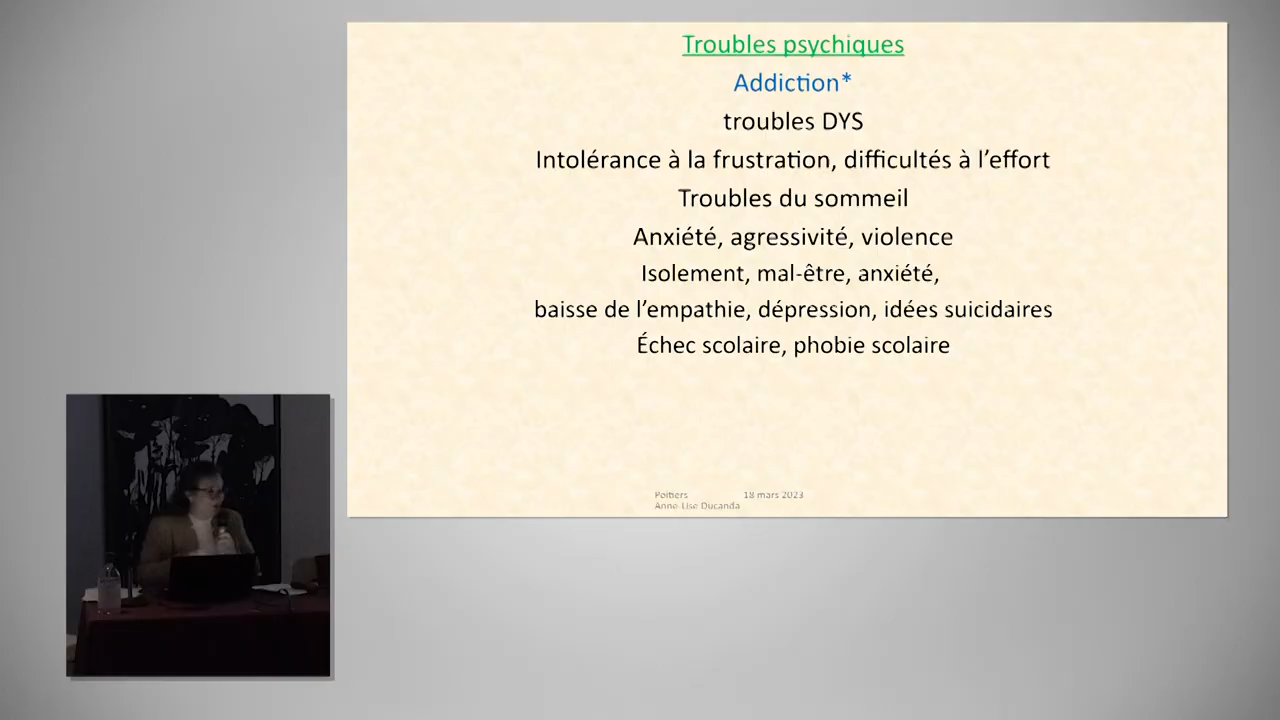 Troubles psychiques
Addiction*
troubles DYS
Intolérance à la frustration, difficultés à l’effort
Troubles du sommeil
Anxiété, agressivité, violence
Isolement, mal-être, anxiété,
baisse de l’empathie, dépression, idées suicidaires
Échec scolaire, phobie scolaire
Poitiers 18 mars 2023
Anne-Lise Ducanda